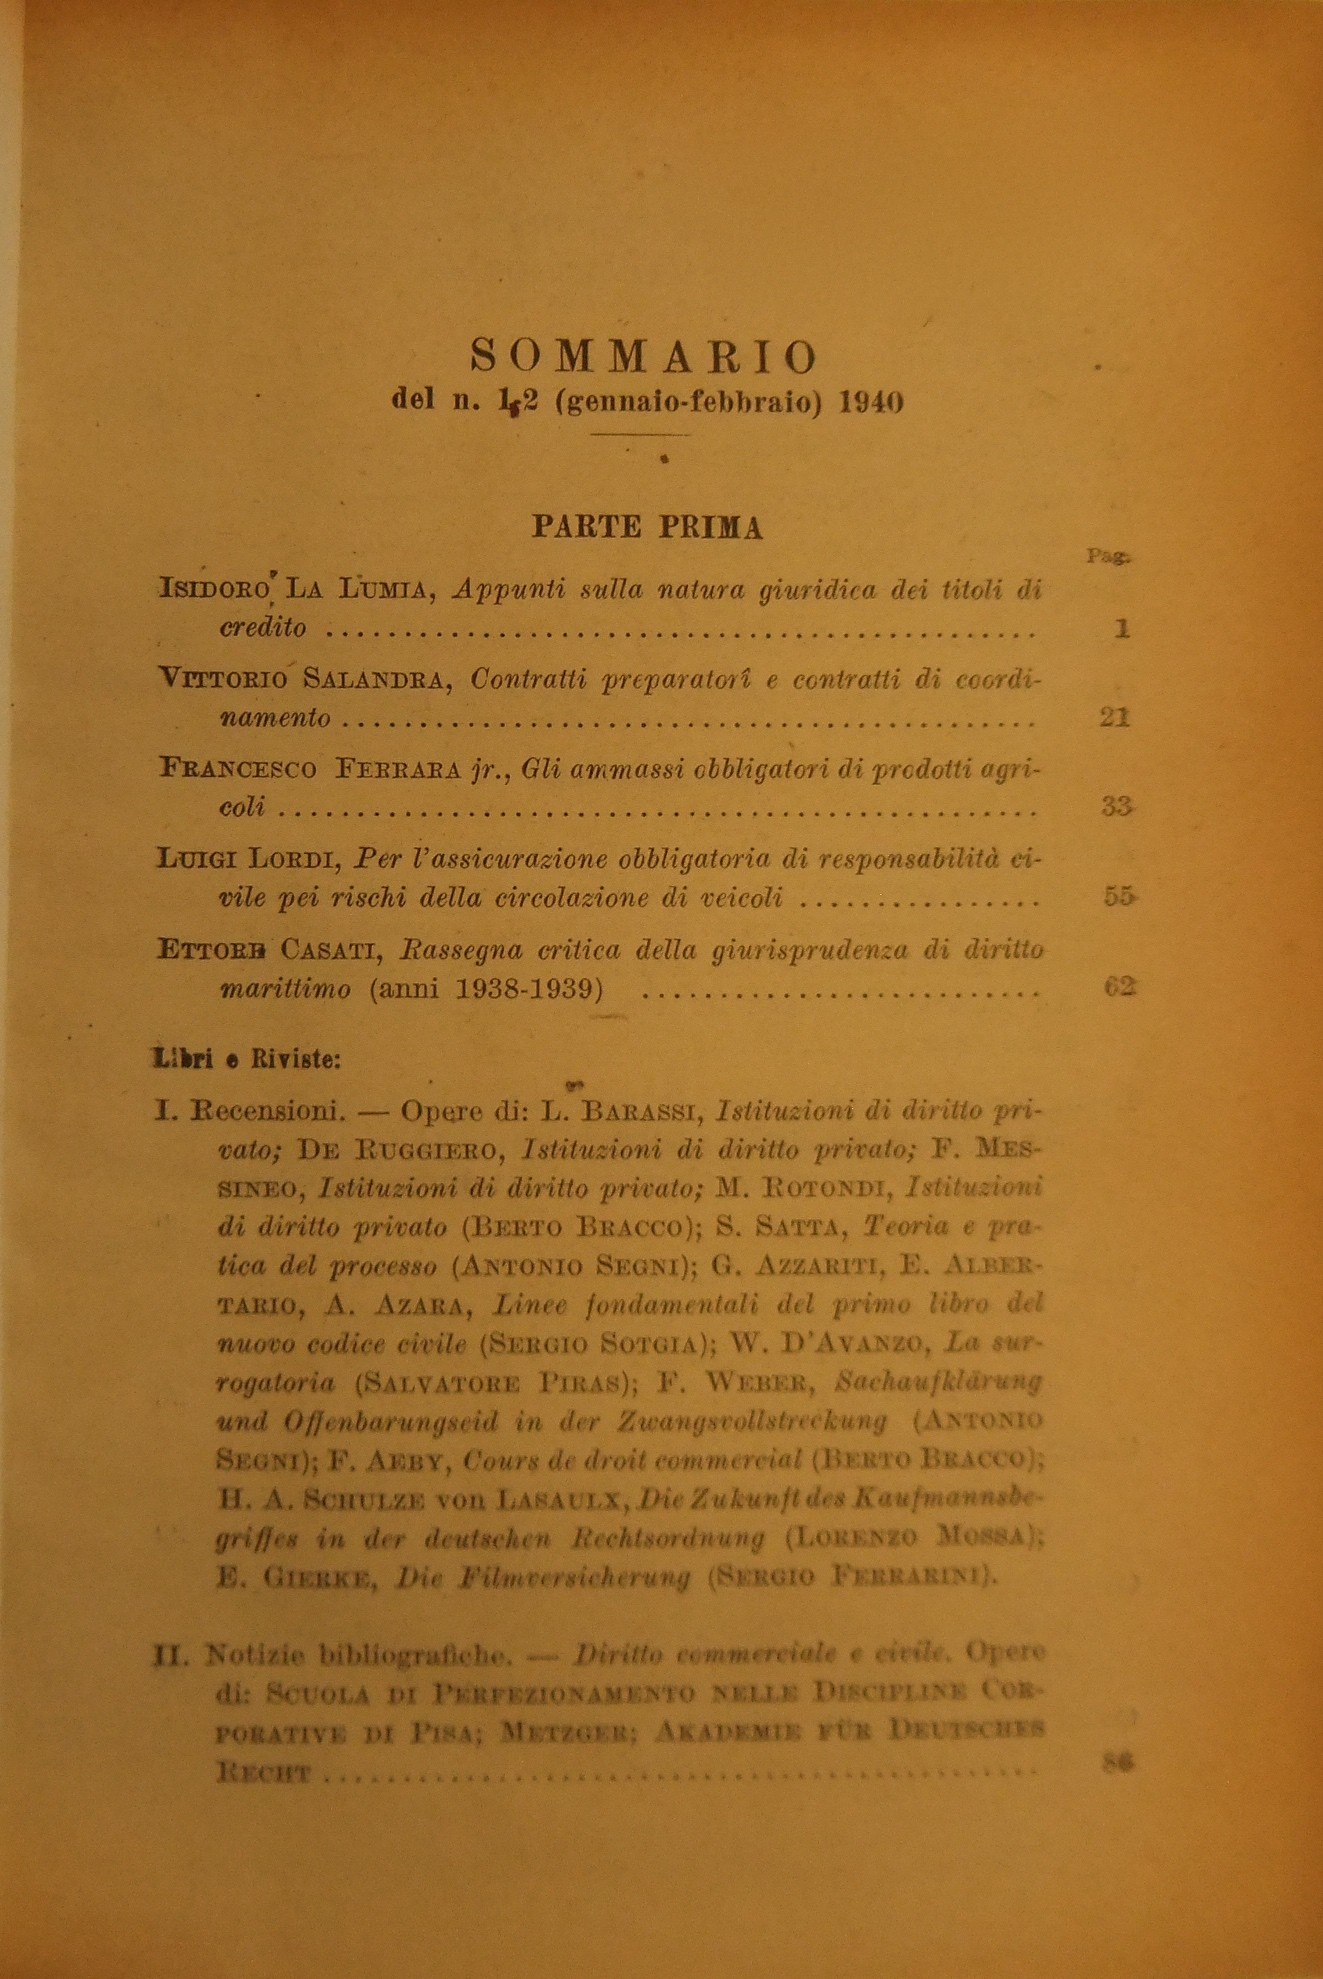 SOMMARIO
del n. 1-2 (gennaio-febbraio) 1940
PARTE PRIMA
Pag.
ISIDORO LA LUMIA, Appunti sulla natura giuridica dei titoli di
credito ............................................. 1
VITTORIO SALANDRA, Contratti preparatorî e contratti di coordi-
namento ............................................. 21
FRANCESCO FERRARA jr., Gli ammassi obbligatori di prodotti agri-
coli ................................................ 33
LUIGI LORDI, Per l'assicurazione obbligatoria di responsabilità ci-
vile pei rischi della circolazione di veicoli ................ 55
ETTORE CASATI, Rassegna critica della giurisprudenza di diritto
marittimo (anni 1938-1939) .......................... 62
Libri e Riviste:
I. Recensioni. — Opere di: L. BARASSI, Istituzioni di diritto pri-
vato; DE RUGGIERO, Istituzioni di diritto privato; F. MES-
SINEO, Istituzioni di diritto privato; M. ROTONDI, Istituzioni
di diritto privato (BERTO BRACCO); S. SATTA, Teoria e pra-
tica del processo (ANTONIO SEGNI); G. AZZARITI, E. ALBER-
TARIO, A. AZARA, Linee fondamentali del primo libro del
nuovo codice civile (SERGIO SOTGIA); W. D'AVANZO, La sur-
rogatoria (SALVATORE PIRAS); F. WEBER, Sachaufklärung
und Offenbarungseid in der Zwangsvollstreckung (ANTONIO
SEGNI); F. AEBY, Cours de droit commercial (BERTO BRACCO);
H. A. SCHULZE von LASAULX, Die Zukunft des Kaufmannsbe-
griffes in der deutschen Rechtsordnung (LORENZO MOSSA);
E. GIERKE, Die Filmversicherung (SERGIO FERRARINI).
II. Notizie bibliografiche. — Diritto commerciale e civile. Opere
di: SCUOLA DI PERFEZIONAMENTO NELLE DISCIPLINE COR-
PORATIVE DI PISA; METZGER; AKADEMIE FÜR DEUTSCHES
RECHT .............................................